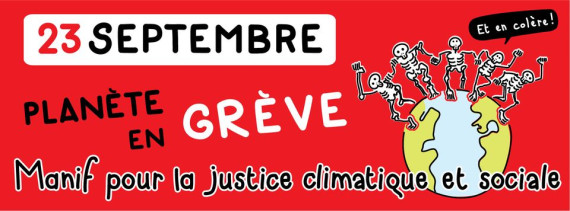 23 SEPTEMBRE
Et en colère!
PLANÈTE
EN GRÈVE
Manif pour la justice climatique et sociale